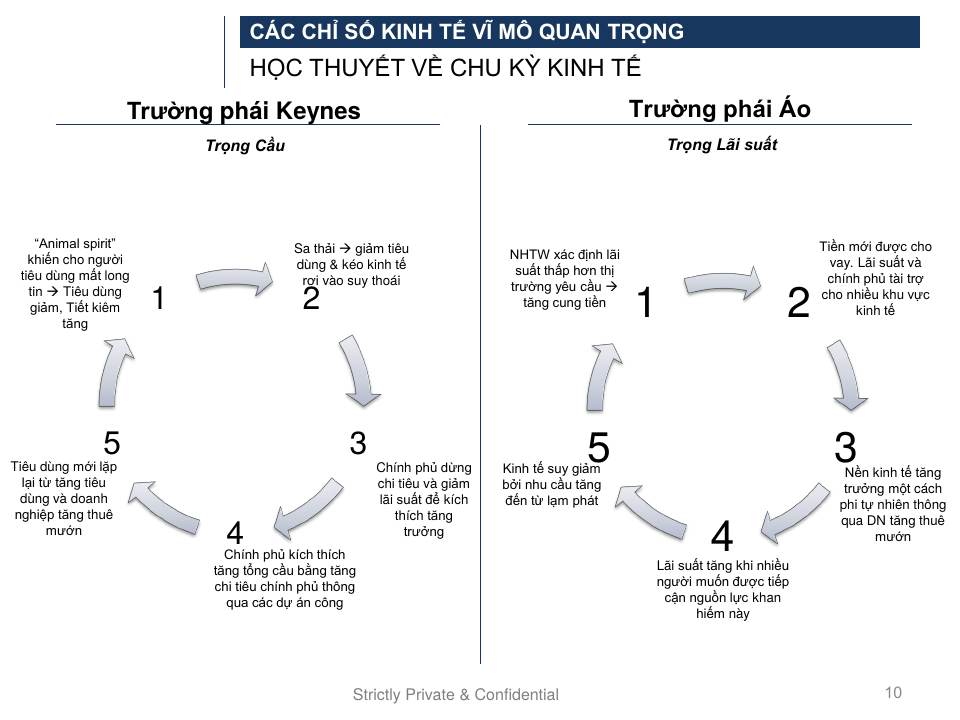 CÁC CHỈ SỐ KINH TẾ VĨ MÔ QUAN TRỌNG
HỌC THUYẾT VỀ CHU KỲ KINH TẾ
Trường phái Keynes
Trọng Cầu
“Animal spirit”
khiến cho người
tiêu dùng mất long
tin → Tiêu dùng
giảm, Tiết kiêm
tăng
1
Sa thải → giảm tiêu
dùng & kéo kinh tế
rơi vào suy thoái
2
3
Chính phủ dừng
chi tiêu và giảm
lãi suất để kích
thích tăng
trưởng
4
Chính phủ kích thích
tăng tổng cầu bằng tăng
chi tiêu chính phủ thông
qua các dự án công
5
Tiêu dùng mới lặp
lại từ tăng tiêu
dùng và doanh
nghiệp tăng thuê
mướn
Trường phái Áo
Trọng Lãi suất
NHTW xác định lãi
suất thấp hơn thị
trường yêu cầu →
tăng cung tiền
1
Tiền mới được cho
vay. Lãi suất và
chính phủ tài trợ
cho nhiều khu vực
kinh tế
2
3
Nền kinh tế tăng
trưởng một cách
phi tự nhiên thông
qua DN tăng thuê
mướn
4
Lãi suất tăng khi nhiều
người muốn được tiếp
cận nguồn lực khan
hiếm này
5
Kinh tế suy giảm
bởi nhu cầu tăng
đến từ lạm phát
Strictly Private & Confidential
10